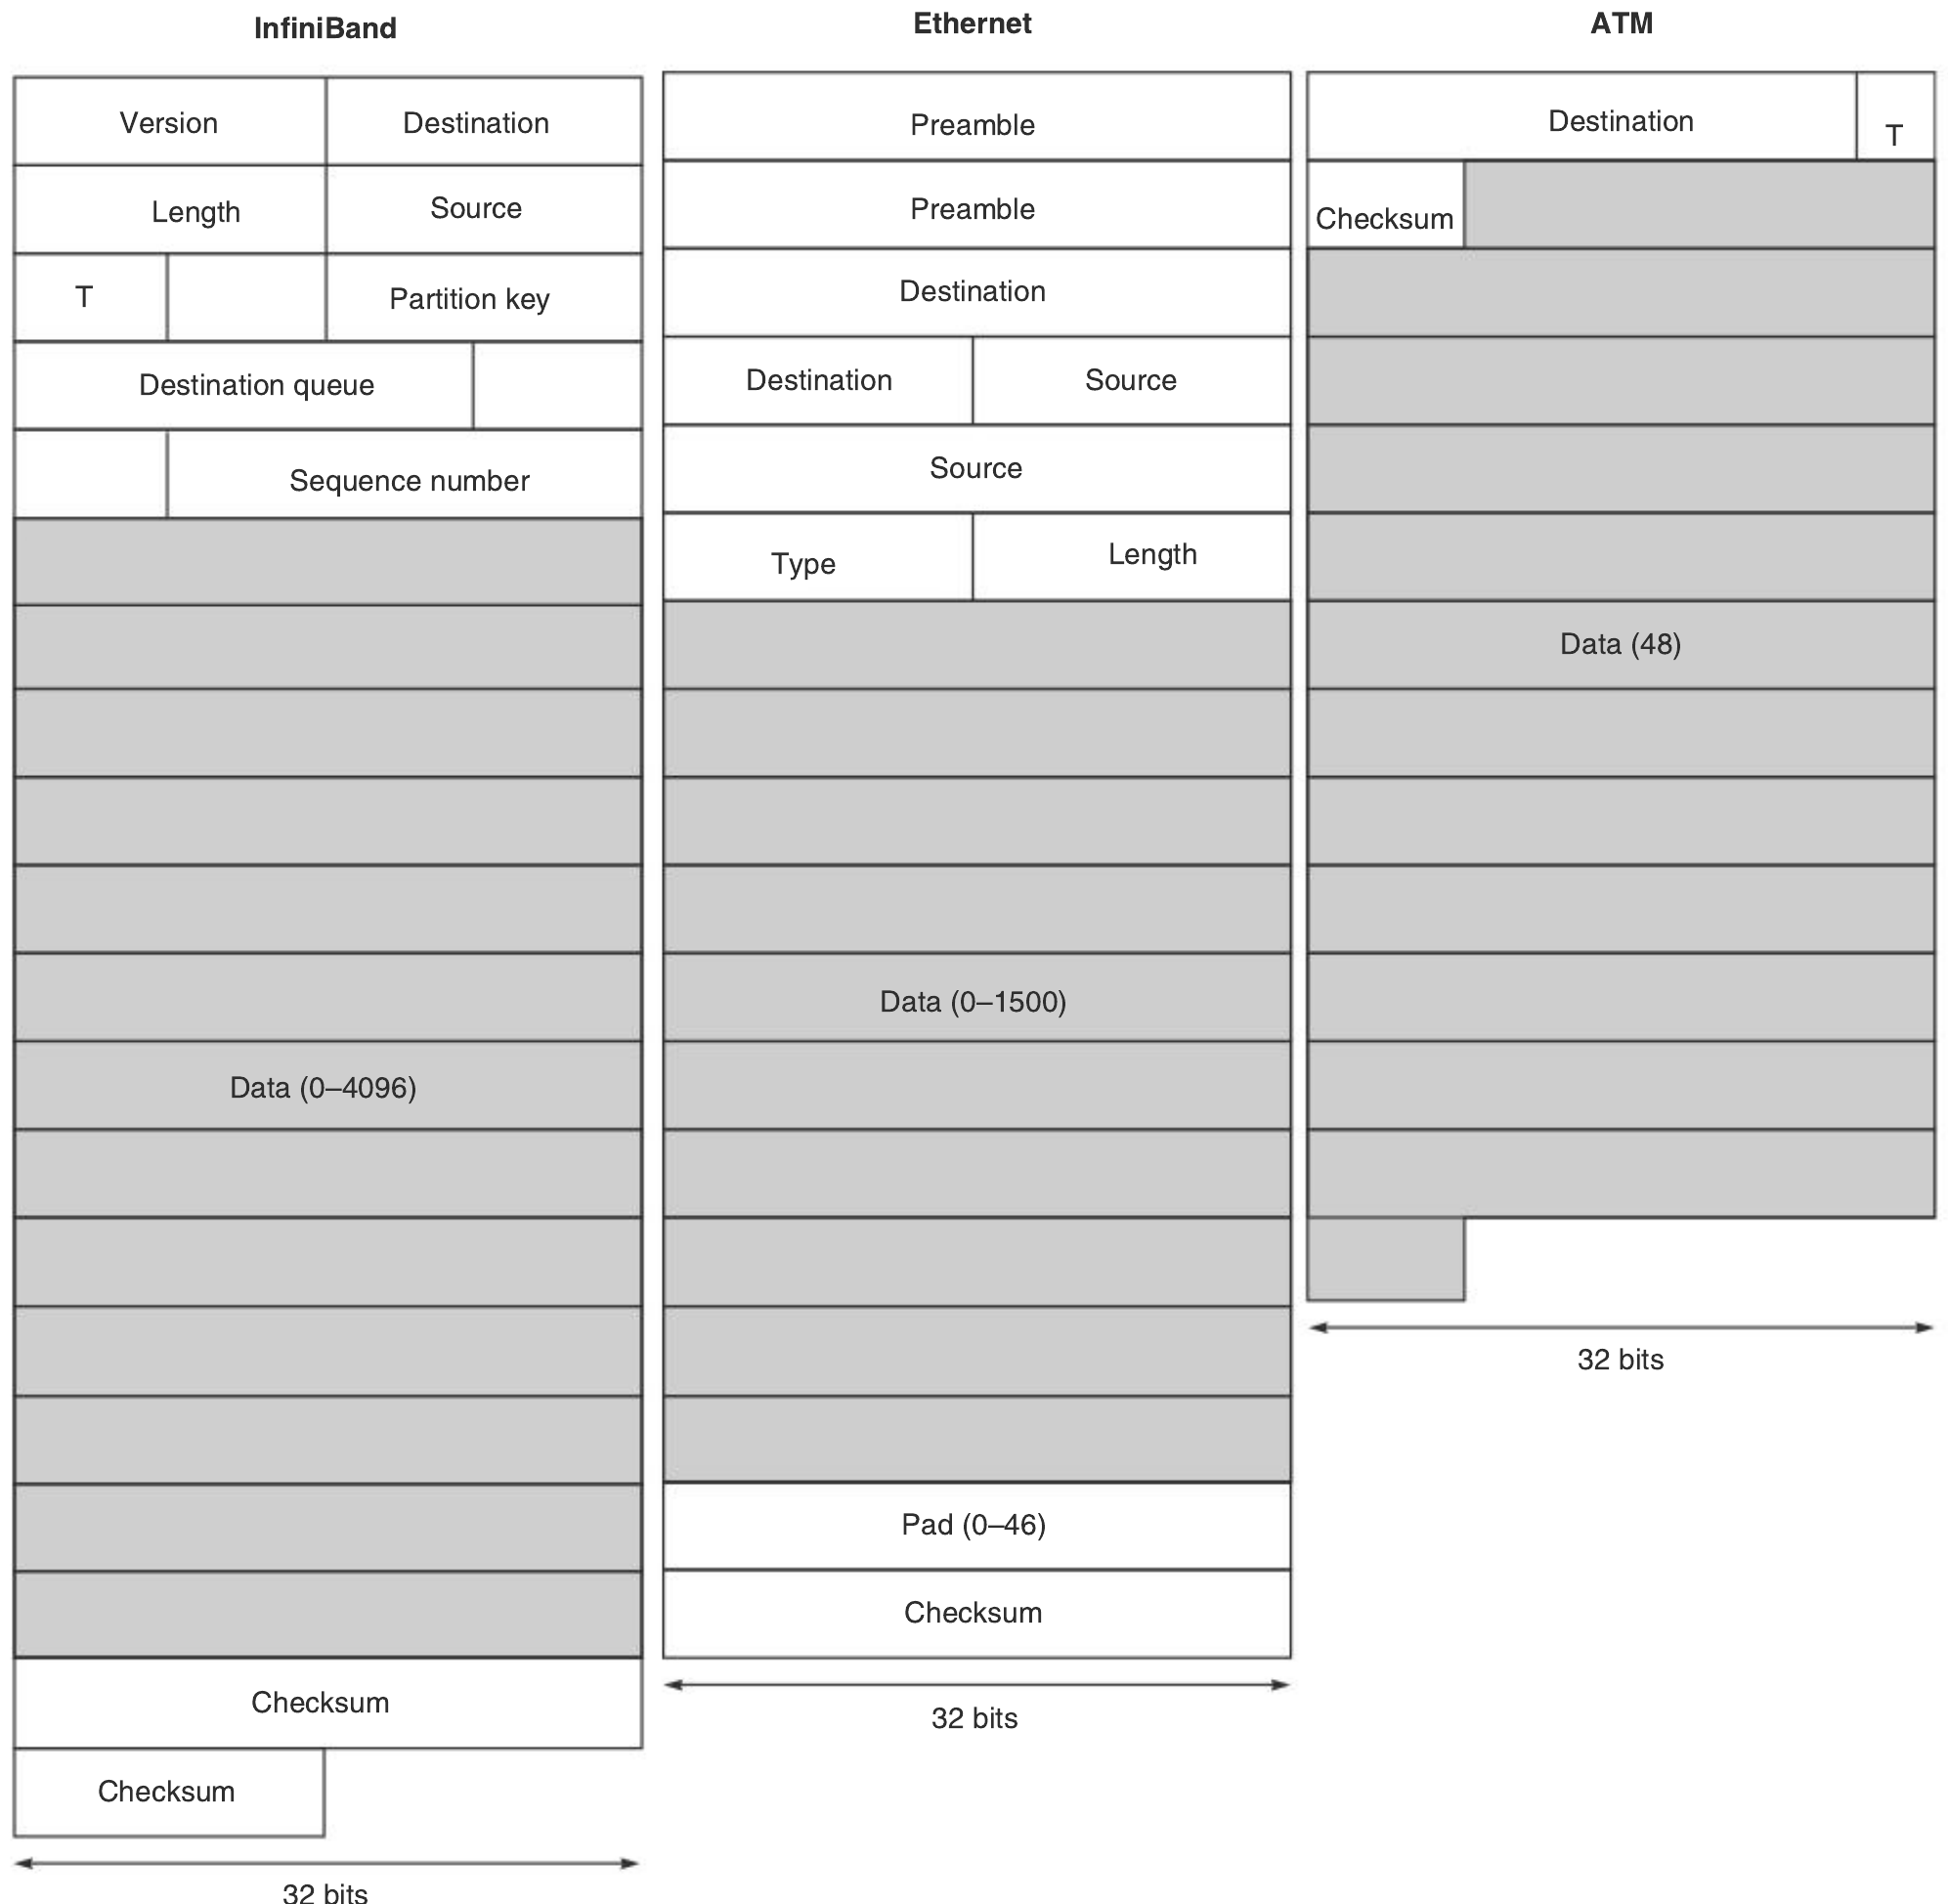 InfiniBand
Version
Destination
Length
Source
T
Partition key
Destination queue
Sequence number
Data (0–4096)
Checksum
Checksum
32 bits
Ethernet
Preamble
Preamble
Destination
Destination
Source
Source
Type
Length
Data (0–1500)
Pad (0–46)
Checksum
32 bits
ATM
Destination
T
Checksum
Data (48)
32 bits